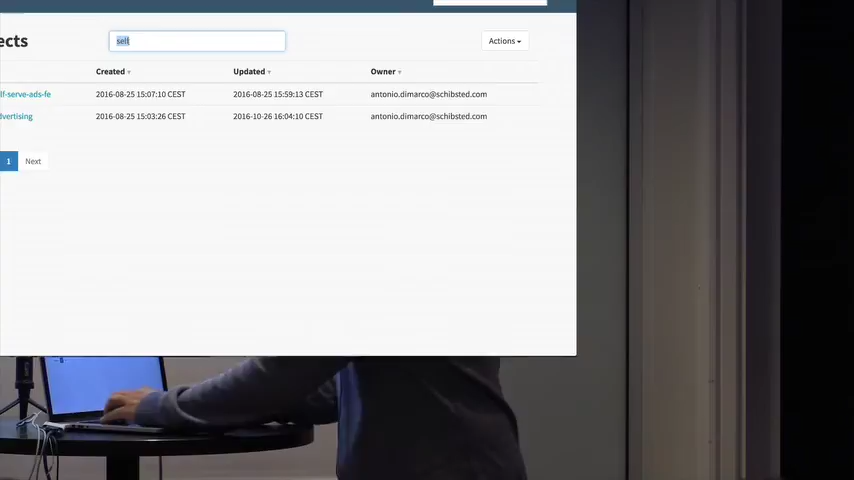 ects
self
Actions
Created Updated Owner
lf-serve-ads-fe 2016-08-25 15:07:10 CEST 2016-08-25 15:59:13 CEST antonio.dimarco@schibsted.com
vertising 2016-08-25 15:03:26 CEST 2016-10-26 16:04:10 CEST antonio.dimarco@schibsted.com
1 Next